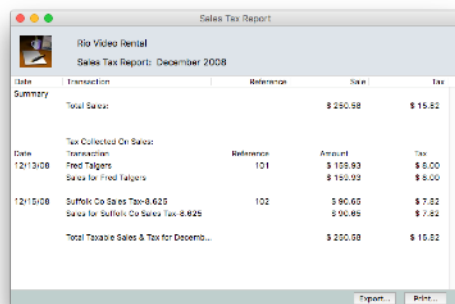 Sales Tax Report
Rio Video Rental
Sales Tax Report: December 2008
Date Transaction Reference Sale Tax
Summary
Total Sales: $ 250.58 $ 15.82
Tax Collected On Sales:
Date Transaction Reference Amount Tax
12/13/08 Fred Talgers 101 $ 159.93 $ 8.00
Sales for Fred Talgers $ 159.93 $ 8.00
12/15/08 Suffolk Co Sales Tax-8.625 102 $ 90.65 $ 7.82
Sales for Suffolk Co Sales Tax-8.625 $ 90.65 $ 7.82
Total Taxable Sales & Tax for Decemb... $ 250.58 $ 15.82
Export... Print...